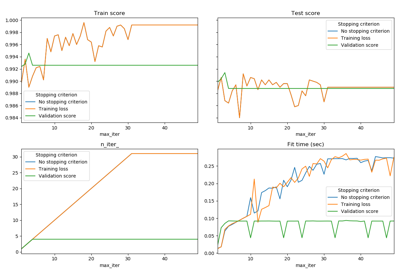 Train score
Test score
1.000
0.998
0.996
0.994
0.992
0.990
0.988
0.986
0.984
Stopping criterion
No stopping criterion
Training loss
Validation score
Stopping criterion
No stopping criterion
Training loss
Validation score
10 20 30 40
max_iter
10 20 30 40
max_iter
n_iter_
Fit time (sec)
30
25
20
15
10
5
0
Stopping criterion
No stopping criterion
Training loss
Validation score
0.25
0.20
0.15
0.10
0.05
0.00
Stopping criterion
No stopping criterion
Training loss
Validation score
10 20 30 40
max_iter
10 20 30 40
max_iter